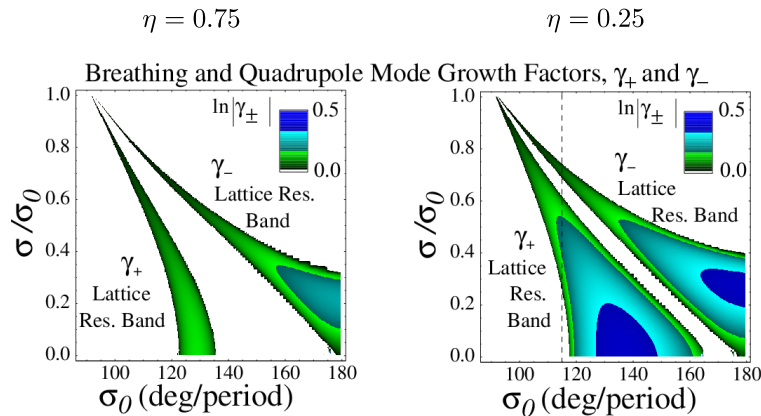 η = 0.75
η = 0.25
Breathing and Quadrupole Mode Growth Factors, γ+ and γ−
1.0
0.8
0.6
0.4
0.2
0.0
σ/σ0
ln|γ±|
0.5
0.0
γ−
Lattice Res.
Band
γ+
Lattice
Res. Band
100
120
140
160
180
σ0 (deg/period)
1.0
0.8
0.6
0.4
0.2
0.0
σ/σ0
ln|γ±|
0.5
0.0
γ−
Lattice
Res. Band
γ+
Lattice
Res.
Band
100
120
140
160
180
σ0 (deg/period)